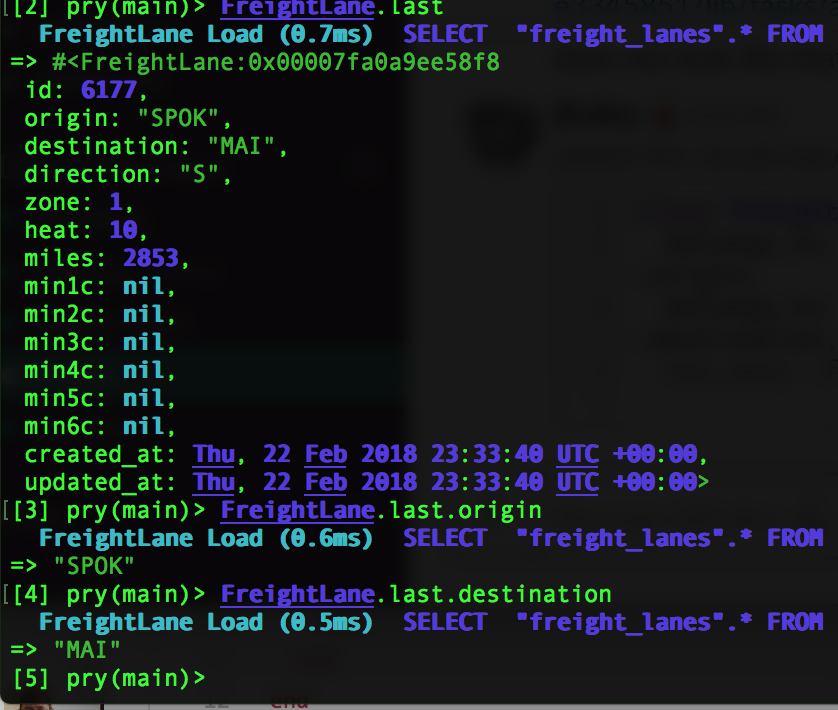 [[2] pry(main)> FreightLane.last
FreightLane Load (0.7ms)  SELECT  "freight_lanes".* FROM
=> #<FreightLane:0x00007fa0a9ee58f8
id: 6177,
origin: "SPOK",
destination: "MAI",
direction: "S",
zone: 1,
heat: 10,
miles: 2853,
min1c: nil,
min2c: nil,
min3c: nil,
min4c: nil,
min5c: nil,
min6c: nil,
created_at: Thu, 22 Feb 2018 23:33:40 UTC +00:00,
updated_at: Thu, 22 Feb 2018 23:33:40 UTC +00:00>
[[3] pry(main)> FreightLane.last.origin
FreightLane Load (0.6ms)  SELECT  "freight_lanes".* FROM
=> "SPOK"
[[4] pry(main)> FreightLane.last.destination
FreightLane Load (0.5ms)  SELECT  "freight_lanes".* FROM
=> "MAI"
[5] pry(main)>
12 end